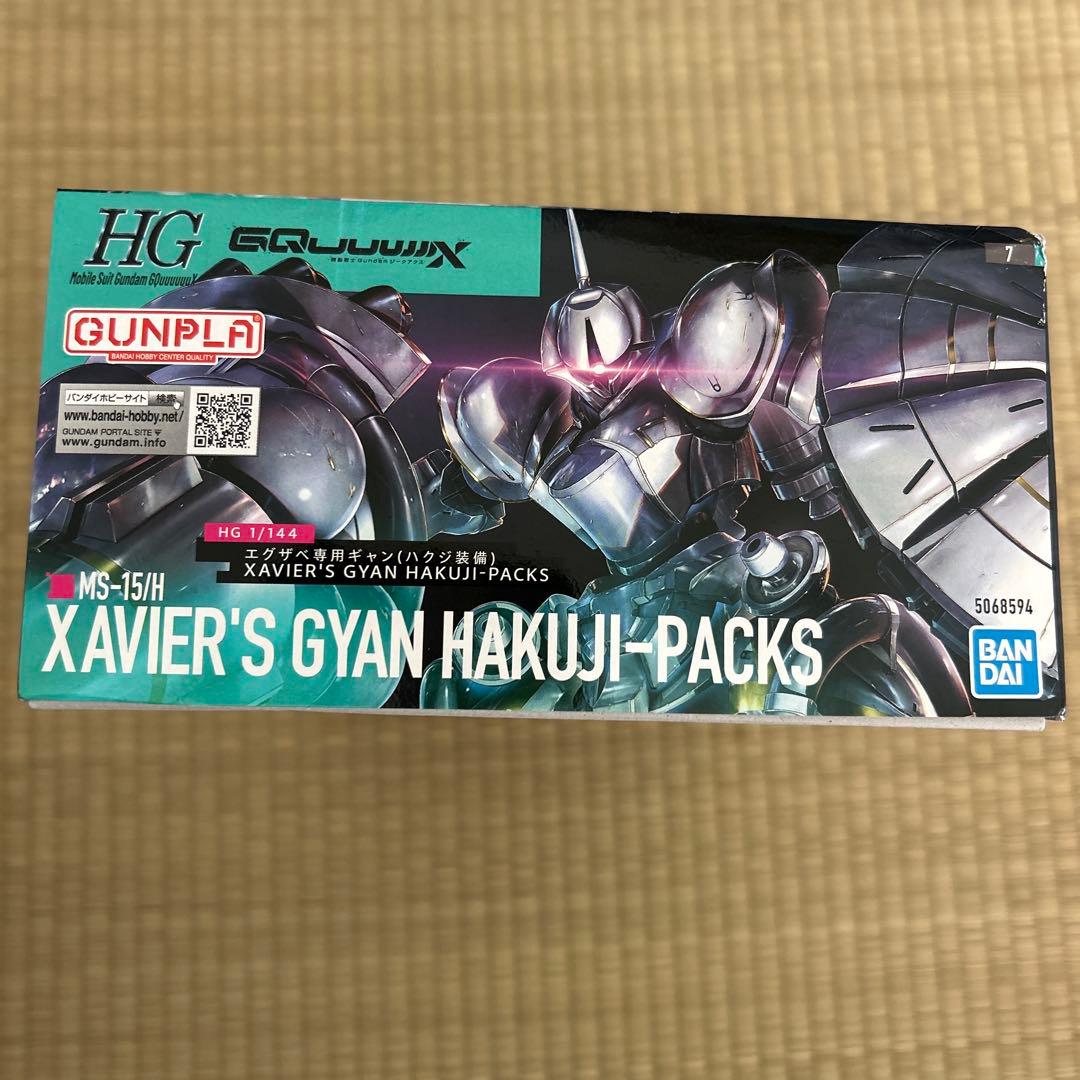 HG
Mobile Suit Gundam GQuuuuuuX
GQuuuuuuX
機動戦士Gundam ジークアクス
7
GUNPLA®
BANDAI HOBBY CENTER QUALITY
バンダイホビーサイト 検索
www.bandai-hobby.net/
GUNDAM PORTAL SITE
www.gundam.info
HG 1/144
エグザベ専用ギャン(ハクジ装備)
XAVIER'S GYAN HAKUJI-PACKS
MS-15/H
XAVIER'S GYAN HAKUJI-PACKS
5068594
BAN
DAI